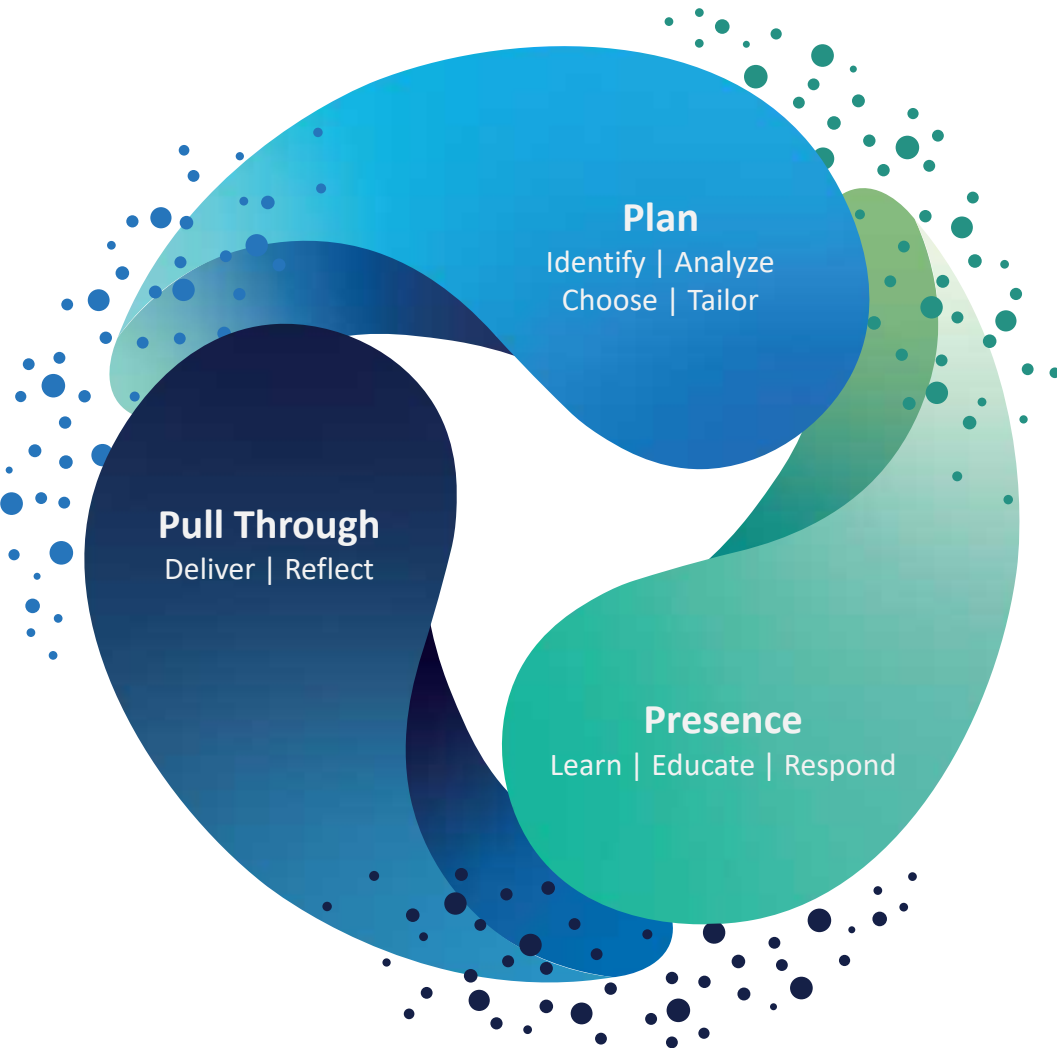 Plan
Identify | Analyze
Choose | Tailor
Pull Through
Deliver | Reflect
Presence
Learn | Educate | Respond